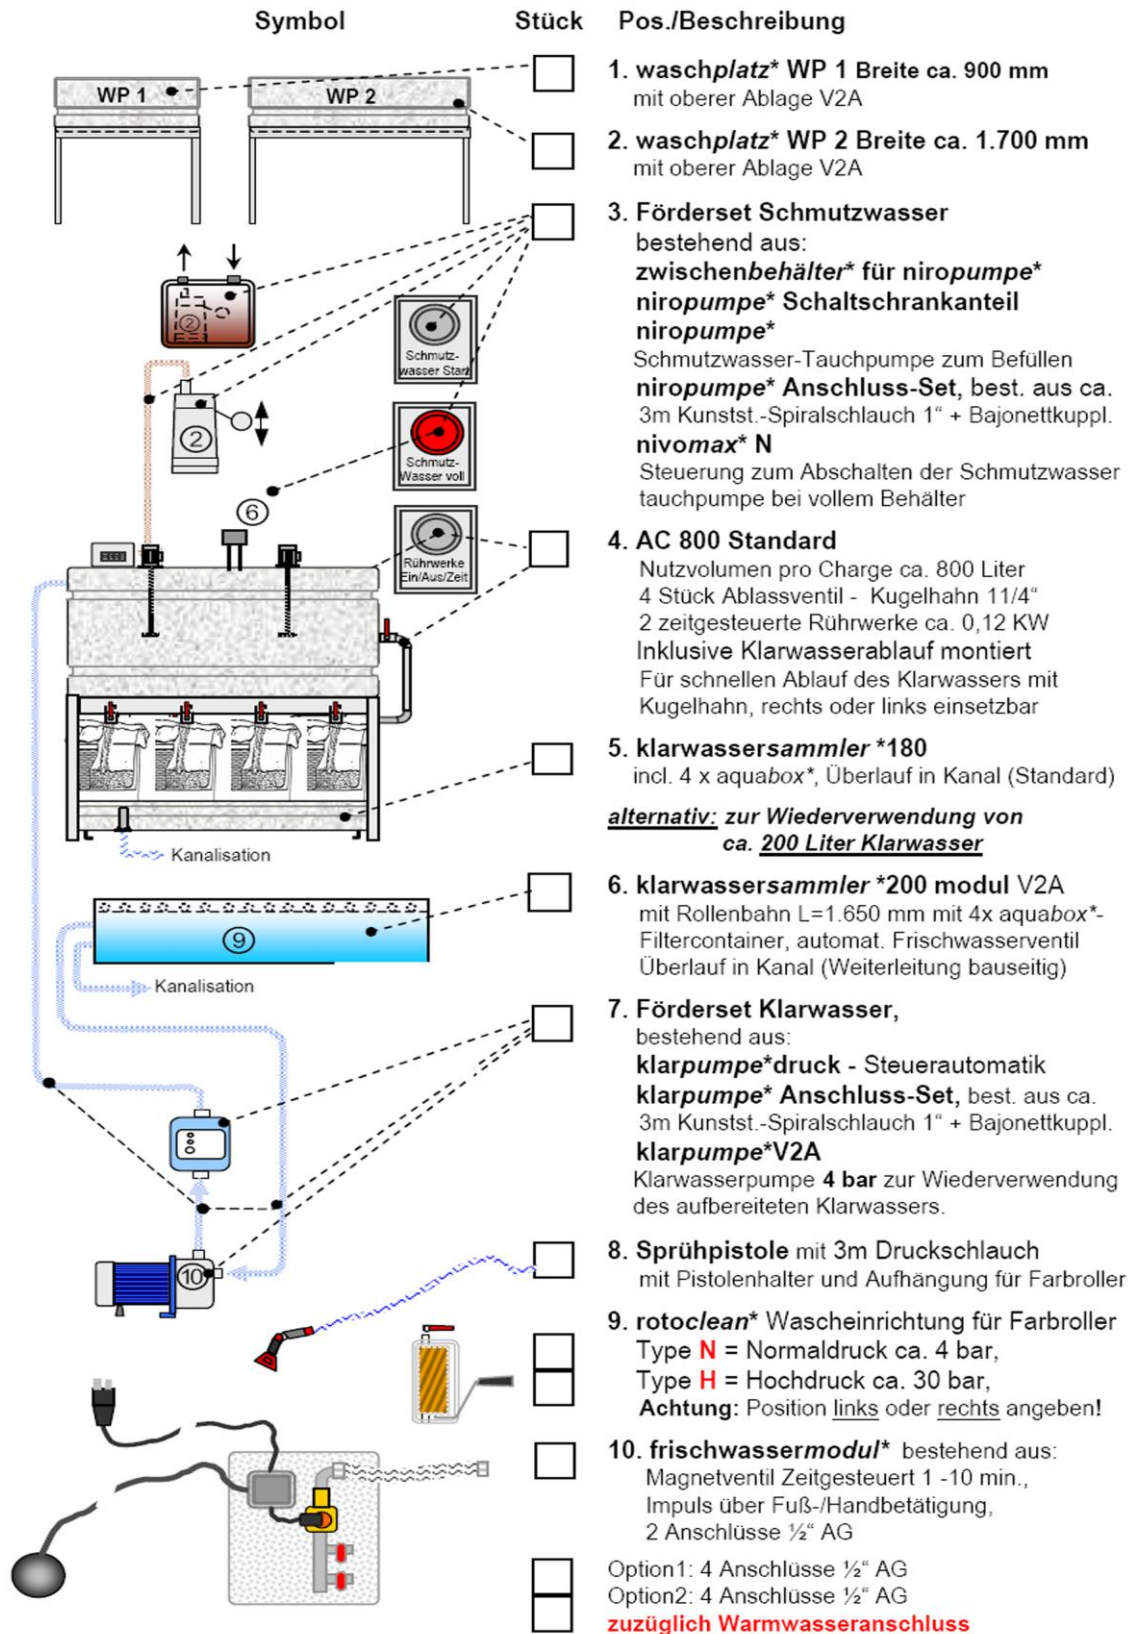 Symbol Stück Pos./Beschreibung
WP 1
WP 2
1. waschplatz* WP 1 Breite ca. 900 mm
mit oberer Ablage V2A
2. waschplatz* WP 2 Breite ca. 1.700 mm
mit oberer Ablage V2A
3. Förderset Schmutzwasser
bestehend aus:
zwischenbehälter* für niropumpe*
niropumpe* Schaltschrankanteil
niropumpe*
Schmutzwasser-Tauchpumpe zum Befüllen
niropumpe* Anschluss-Set, best. aus ca.
3m Kunstst.-Spiralschlauch 1“ + Bajonettkuppl.
nivomax* N
Steuerung zum Abschalten der Schmutzwasser
tauchpumpe bei vollem Behälter
2
Schmutz-
wasser Start
2
Schmutz-
Wasser voll
6
Rührwerke
Ein/Aus/Zeit
4. AC 800 Standard
Nutzvolumen pro Charge ca. 800 Liter
4 Stück Ablassventil - Kugelhahn 11/4“
2 zeitgesteuerte Rührwerke ca. 0,12 KW
Inklusive Klarwasserablauf montiert
Für schnellen Ablauf des Klarwassers mit
Kugelhahn, rechts oder links einsetzbar
5. klarwassersammler *180
incl. 4 x aquabox*, Überlauf in Kanal (Standard)
alternativ: zur Wiederverwendung von
ca. 200 Liter Klarwasser
Kanalisation
6. klarwassersammler *200 modul V2A
mit Rollenbahn L=1.650 mm mit 4x aquabox*-
Filtercontainer, automat. Frischwasserventil
Überlauf in Kanal (Weiterleitung bauseitig)
9
Kanalisation
7. Förderset Klarwasser,
bestehend aus:
klarpumpe*druck - Steuerautomatik
klarpumpe* Anschluss-Set, best. aus ca.
3m Kunstst.-Spiralschlauch 1“ + Bajonettkuppl.
klarpumpe*V2A
Klarwasserpumpe 4 bar zur Wiederverwendung
des aufbereiteten Klarwassers.
10
8. Sprühpistole mit 3m Druckschlauch
mit Pistolenhalter und Aufhängung für Farbroller
9. rotoclean* Wascheinrichtung für Farbroller
Type N = Normaldruck ca. 4 bar,
Type H = Hochdruck ca. 30 bar,
Achtung: Position links oder rechts angeben!
10. frischwassermodul* bestehend aus:
Magnetventil Zeitgesteuert 1 -10 min.,
Impuls über Fuß-/Handbetätigung,
2 Anschlüsse ½“ AG
Option1: 4 Anschlüsse ½“ AG
Option2: 4 Anschlüsse ½“ AG
zuzüglich Warmwasseranschluss